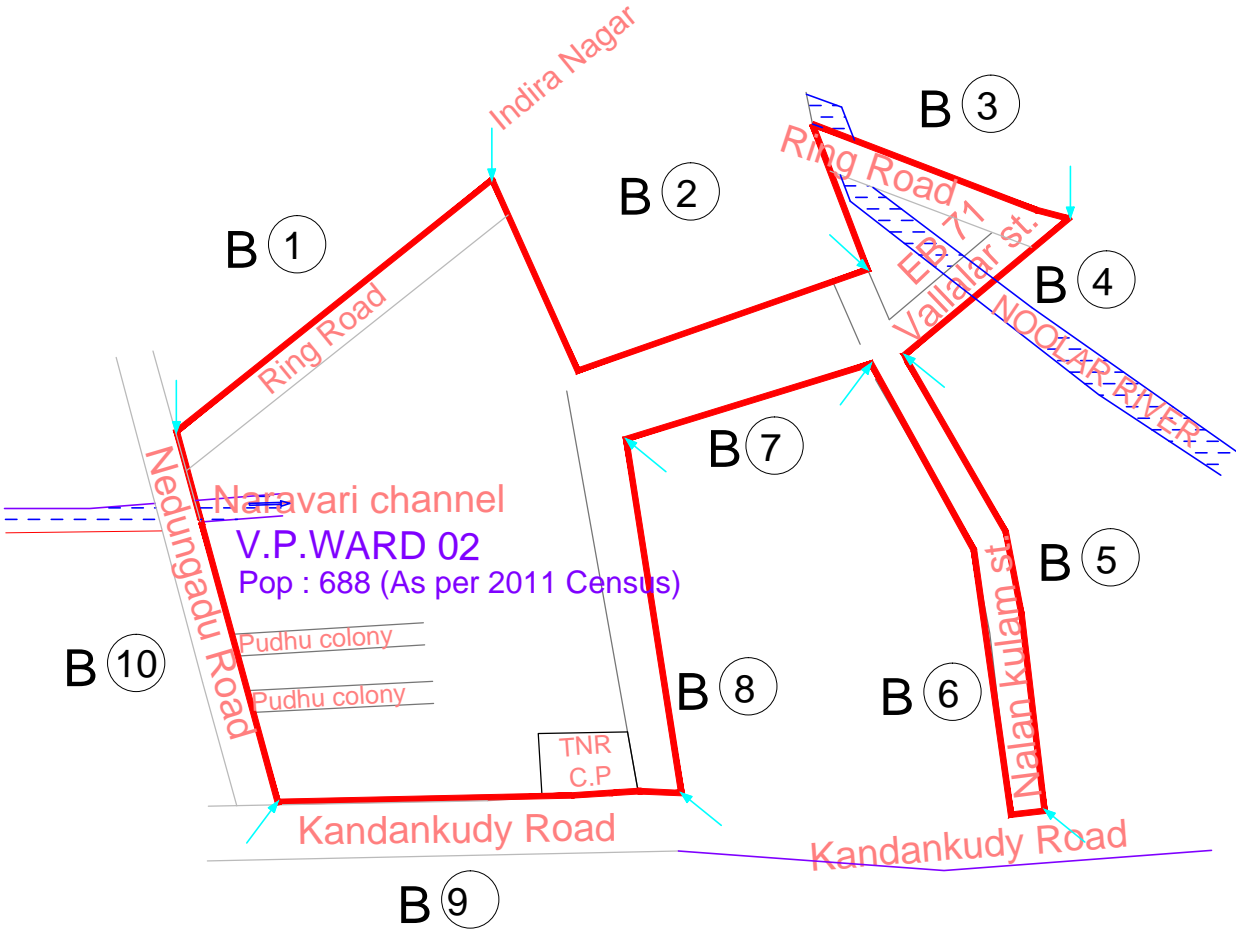 Indira Nagar
B 3
Ring Road
B 2
B 1
EB 71
Vallalar st.
B 4
Ring Road
NOOLAR RIVER
B 7
Nedungadu Road
Naravari channel
V.P.WARD 02
Pop : 688 (As per 2011 Census)
B 5
Nalan kulam st.
Pudhu colony
B 10
Pudhu colony
B 8
B 6
TNR
C.P
Kandankudy Road
Kandankudy Road
B 9